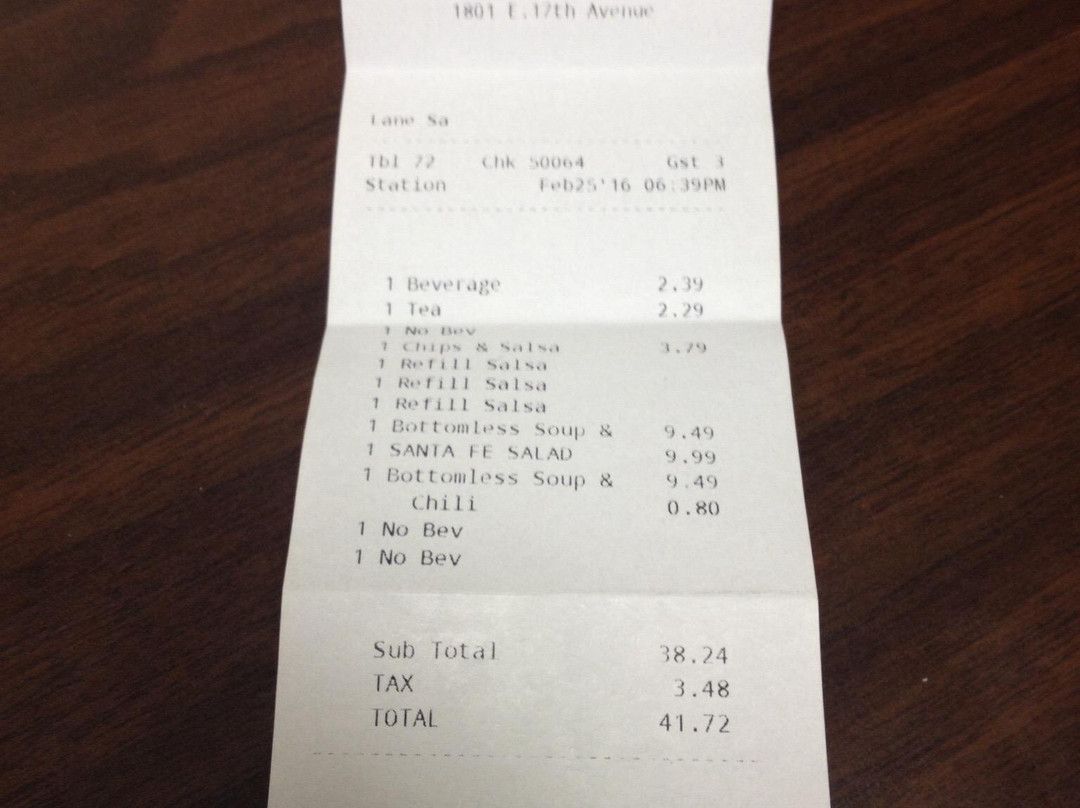 1801 E.17th Avenue
Lane Sa
Tbl 72 Chk 50064 Gst 3
Station Feb25'16 06:39PM
1 Beverage 2.39
1 Tea 2.29
1 No Bev
1 Chips & Salsa 3.79
1 Refill Salsa
1 Refill Salsa
1 Refill Salsa
1 Bottomless Soup & 9.49
1 SANTA FE SALAD 9.99
1 Bottomless Soup & 9.49
Chili 0.80
1 No Bev
1 No Bev
Sub Total 38.24
TAX 3.48
TOTAL 41.72